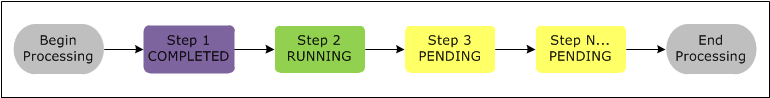 Begin
Processing
Step 1
COMPLETED
Step 2
RUNNING
Step 3
PENDING
Step N...
PENDING
End
Processing